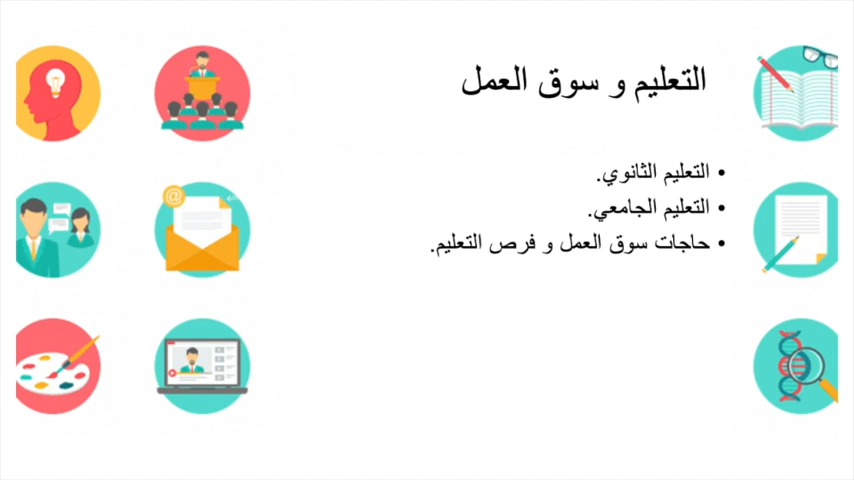 التعليم و سوق العمل
• التعليم الثانوي.
• التعليم الجامعي.
• حاجات سوق العمل و فرص التعليم.
@